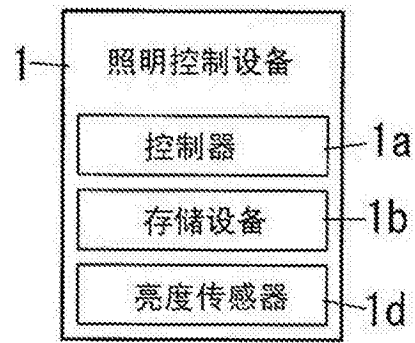 1 照明控制设备
控制器 1a
存储设备 1b
亮度传感器 1d